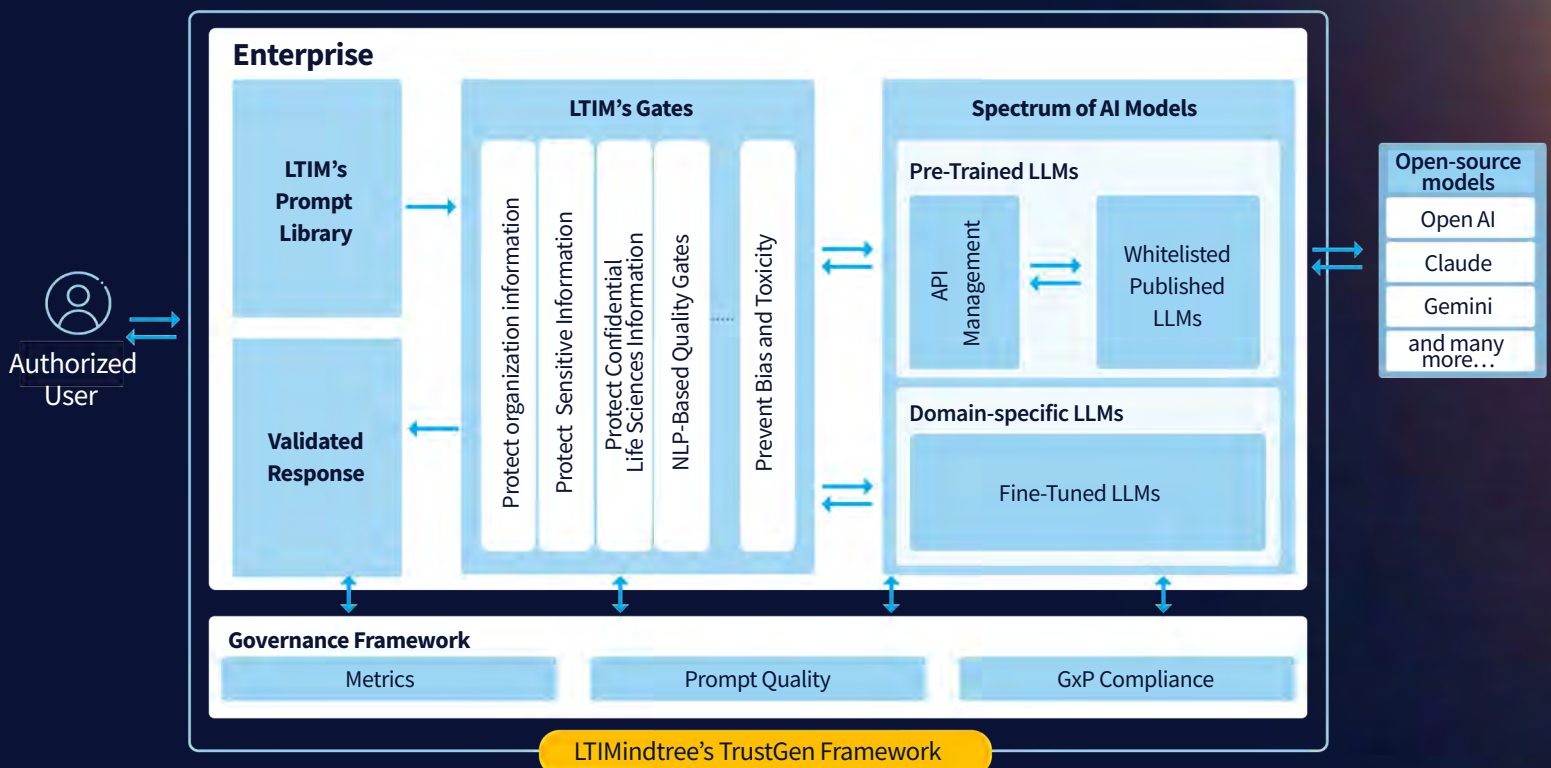 Enterprise
LTIM's
Prompt
Library
Validated
Response
LTIM's Gates
Protect organization information
Protect Sensitive Information
Protect Confidential
Life Sciences Information
NLP-Based Quality Gates
......
Prevent Bias and Toxicity
Spectrum of AI Models
Pre-Trained LLMs
API
Management
Whitelisted
Published
LLMs
Domain-specific LLMs
Fine-Tuned LLMs
Open-source
models
Open AI
Claude
Gemini
and many
more...
Authorized
User
Governance Framework
Metrics
Prompt Quality
GxP Compliance
LTIMindtree's TrustGen Framework